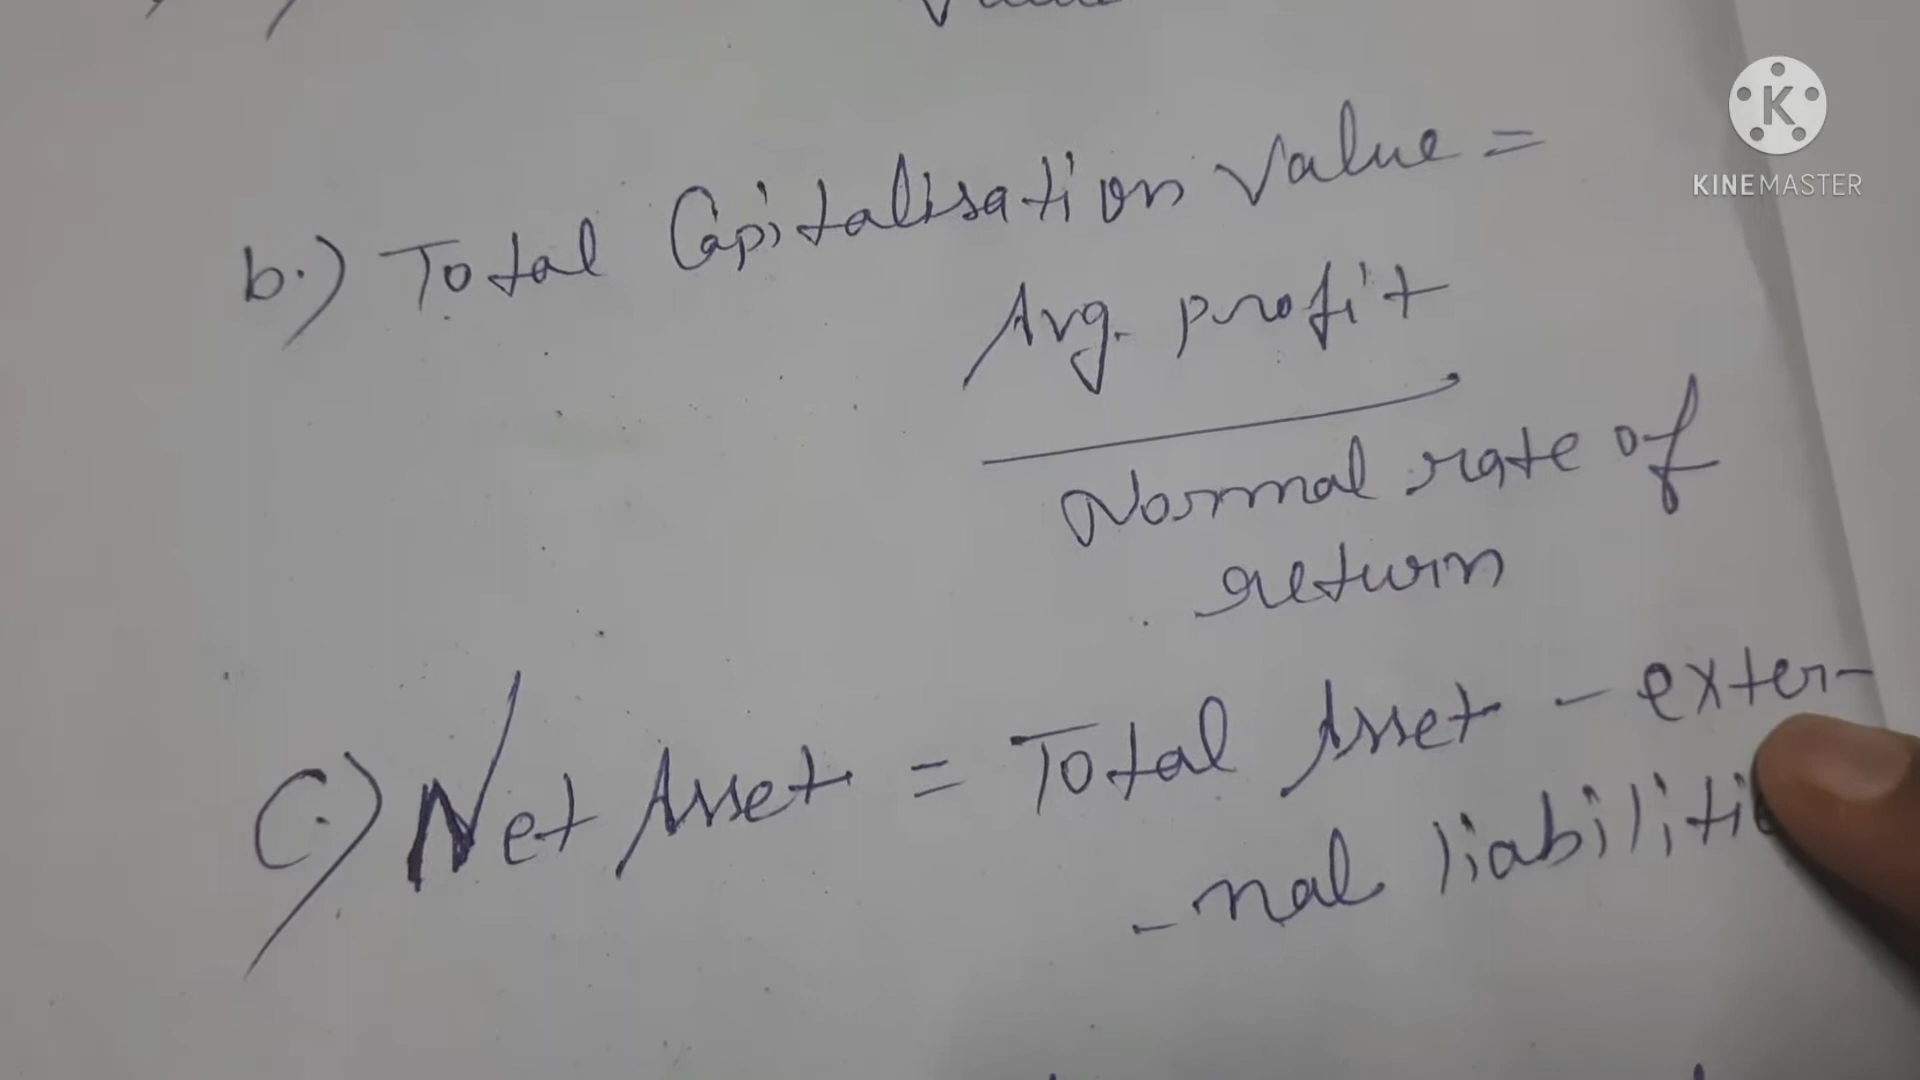 b.) Total Capitalisation Value =
Avg. profit
Normal rate of
return
C.) Net Asset = Total Asset - exter-
-nal liabiliti
K
KINEMASTER